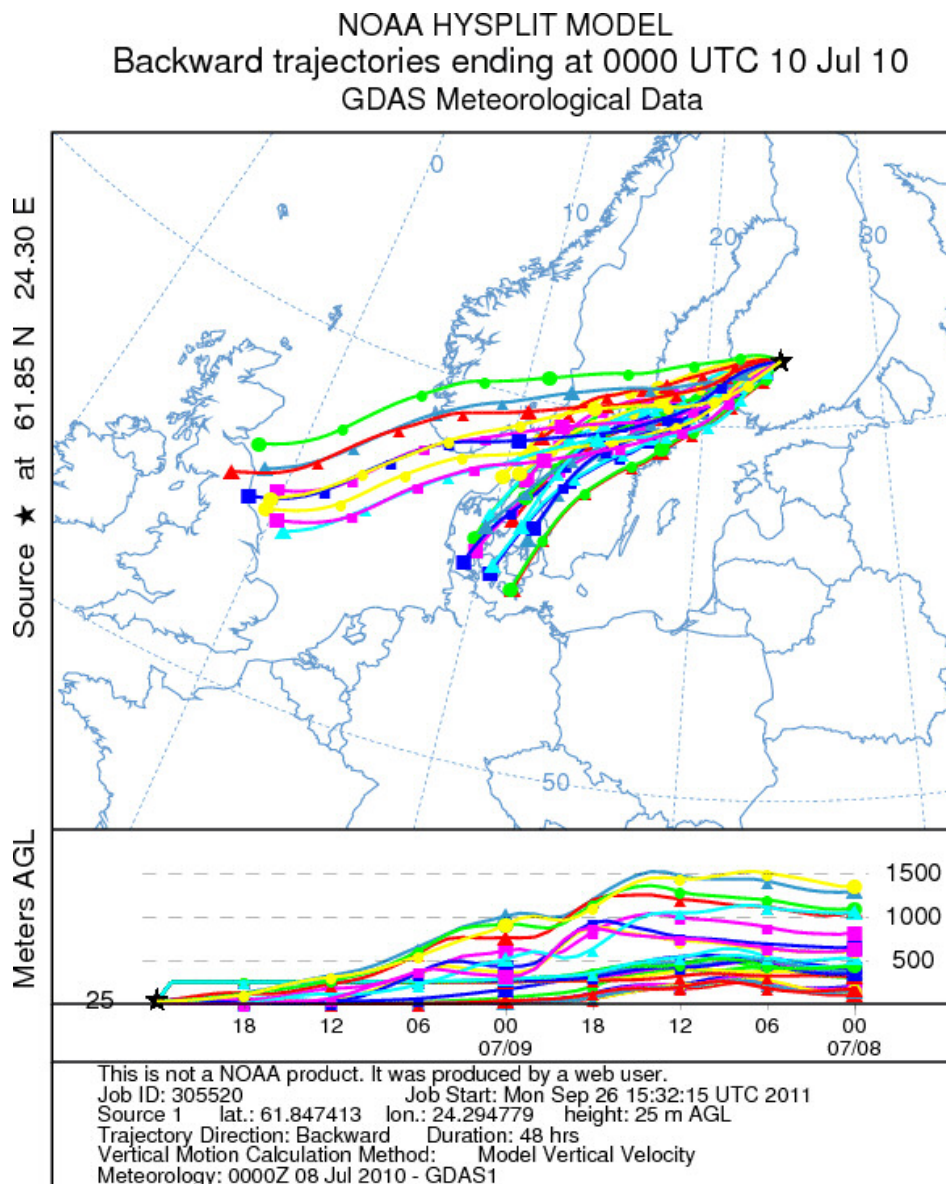 NOAA HYSPLIT MODEL
Backward trajectories ending at 0000 UTC 10 Jul 10
GDAS Meteorological Data
Source ★ at 61.85 N 24.30 E
0
10
20
30
50
Meters AGL
1500
1000
500
25
18 12 06 00 18 12 06 00
07/09 07/08
This is not a NOAA product. It was produced by a web user.
Job ID: 305520 Job Start: Mon Sep 26 15:32:15 UTC 2011
Source 1 lat.: 61.847413 lon.: 24.294779 height: 25 m AGL
Trajectory Direction: Backward Duration: 48 hrs
Vertical Motion Calculation Method: Model Vertical Velocity
Meteorology: 0000Z 08 Jul 2010 - GDAS1